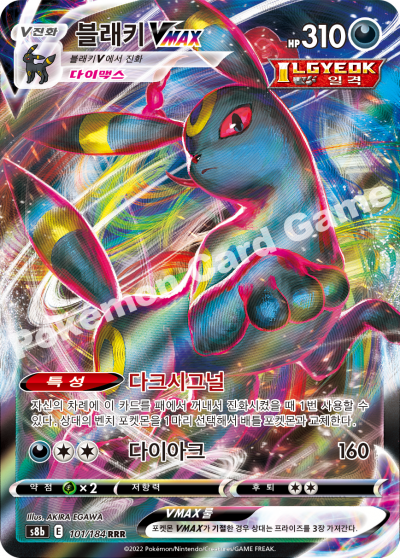 V진화
블래키 VMAX
HP 310
블래키V에서 진화
다이맥스
ILGYEOK
일격
Pokémon Card Game
특성 다크시그널
자신의 차례에 이 카드를 패에서 꺼내서 진화시켰을 때 1번 사용할 수
있다. 상대의 벤치 포켓몬을 1마리 선택해서 배틀 포켓몬과 교체한다.
다이아크 160
약점 ×2 저항력 후퇴
Illus. AKIRA EGAWA
s8b E 101/184 RRR
VMAX 룰
포켓몬 VMAX가 기절한 경우 상대는 프라이즈를 3장 가져간다.
©2022 Pokémon/Nintendo/Creatures/GAME FREAK.